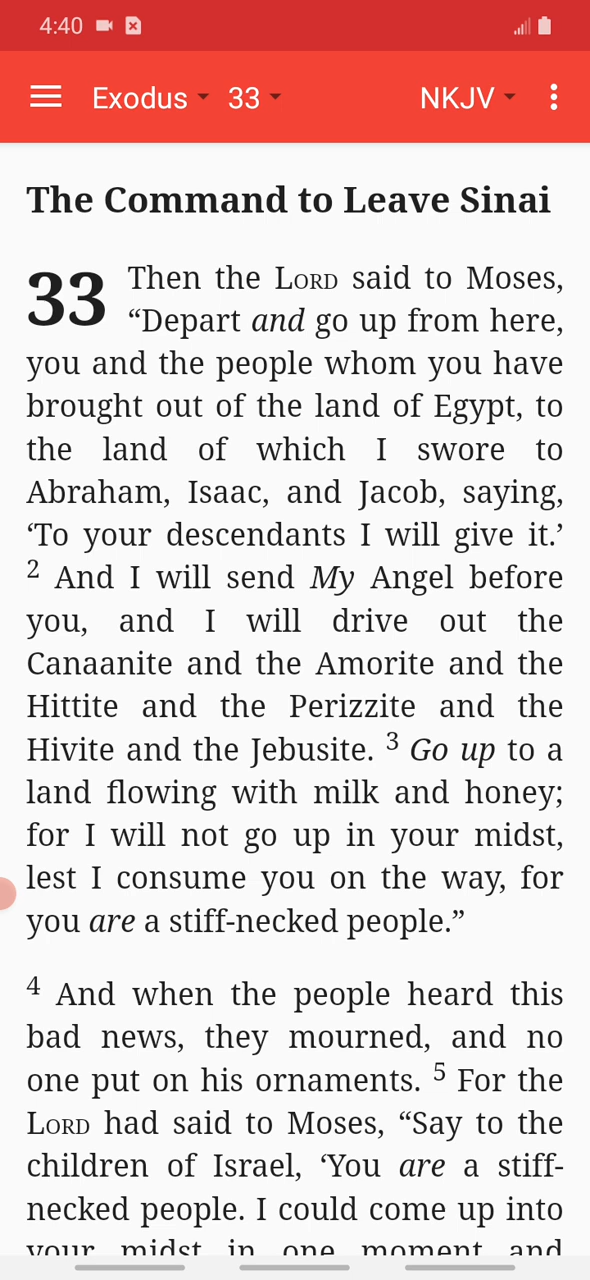 4:40
Exodus 33 NKJV
The Command to Leave Sinai
33 Then the LORD said to Moses,
“Depart and go up from here,
you and the people whom you have
brought out of the land of Egypt, to
the land of which I swore to
Abraham, Isaac, and Jacob, saying,
‘To your descendants I will give it.’
2 And I will send My Angel before
you, and I will drive out the
Canaanite and the Amorite and the
Hittite and the Perizzite and the
Hivite and the Jebusite. 3 Go up to a
land flowing with milk and honey;
for I will not go up in your midst,
lest I consume you on the way, for
you are a stiff-necked people.”
4 And when the people heard this
bad news, they mourned, and no
one put on his ornaments. 5 For the
LORD had said to Moses, “Say to the
children of Israel, ‘You are a stiff-
necked people. I could come up into
your midst in one moment and